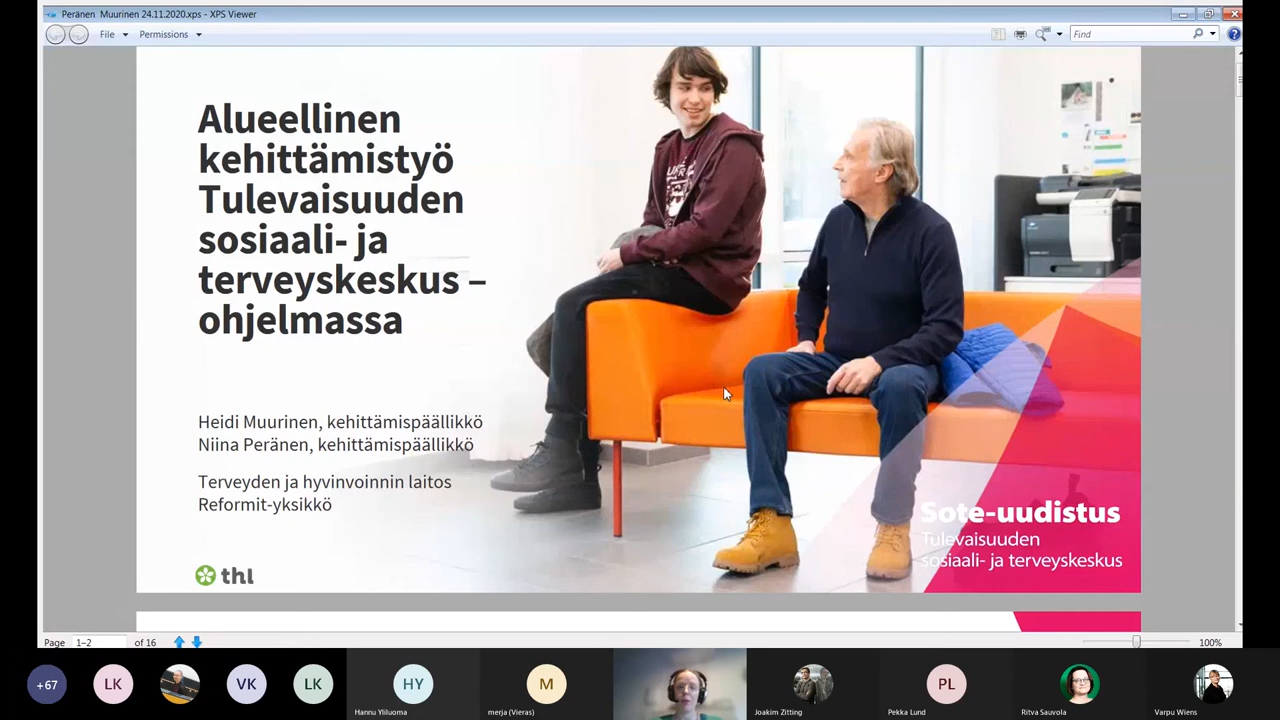 Peränen Muurinen 24.11.2020.xps - XPS Viewer
File Permissions Find
Alueellinen
kehittämistyö
Tulevaisuuden
sosiaali- ja
terveyskeskus –
ohjelmassa
Heidi Muurinen, kehittämispäällikkö
Niina Peränen, kehittämispäällikkö
Terveyden ja hyvinvoinnin laitos
Reformit-yksikkö
thl
Sote-uudistus
Tulevaisuuden
sosiaali- ja terveyskeskus
Page 1–2 of 16 100%
+67 LK VK LK HY M PL
Hannu Yliluoma merja (Vieras) Joakim Zitting Pekka Lund Ritva Sauvola Varpu Wiens